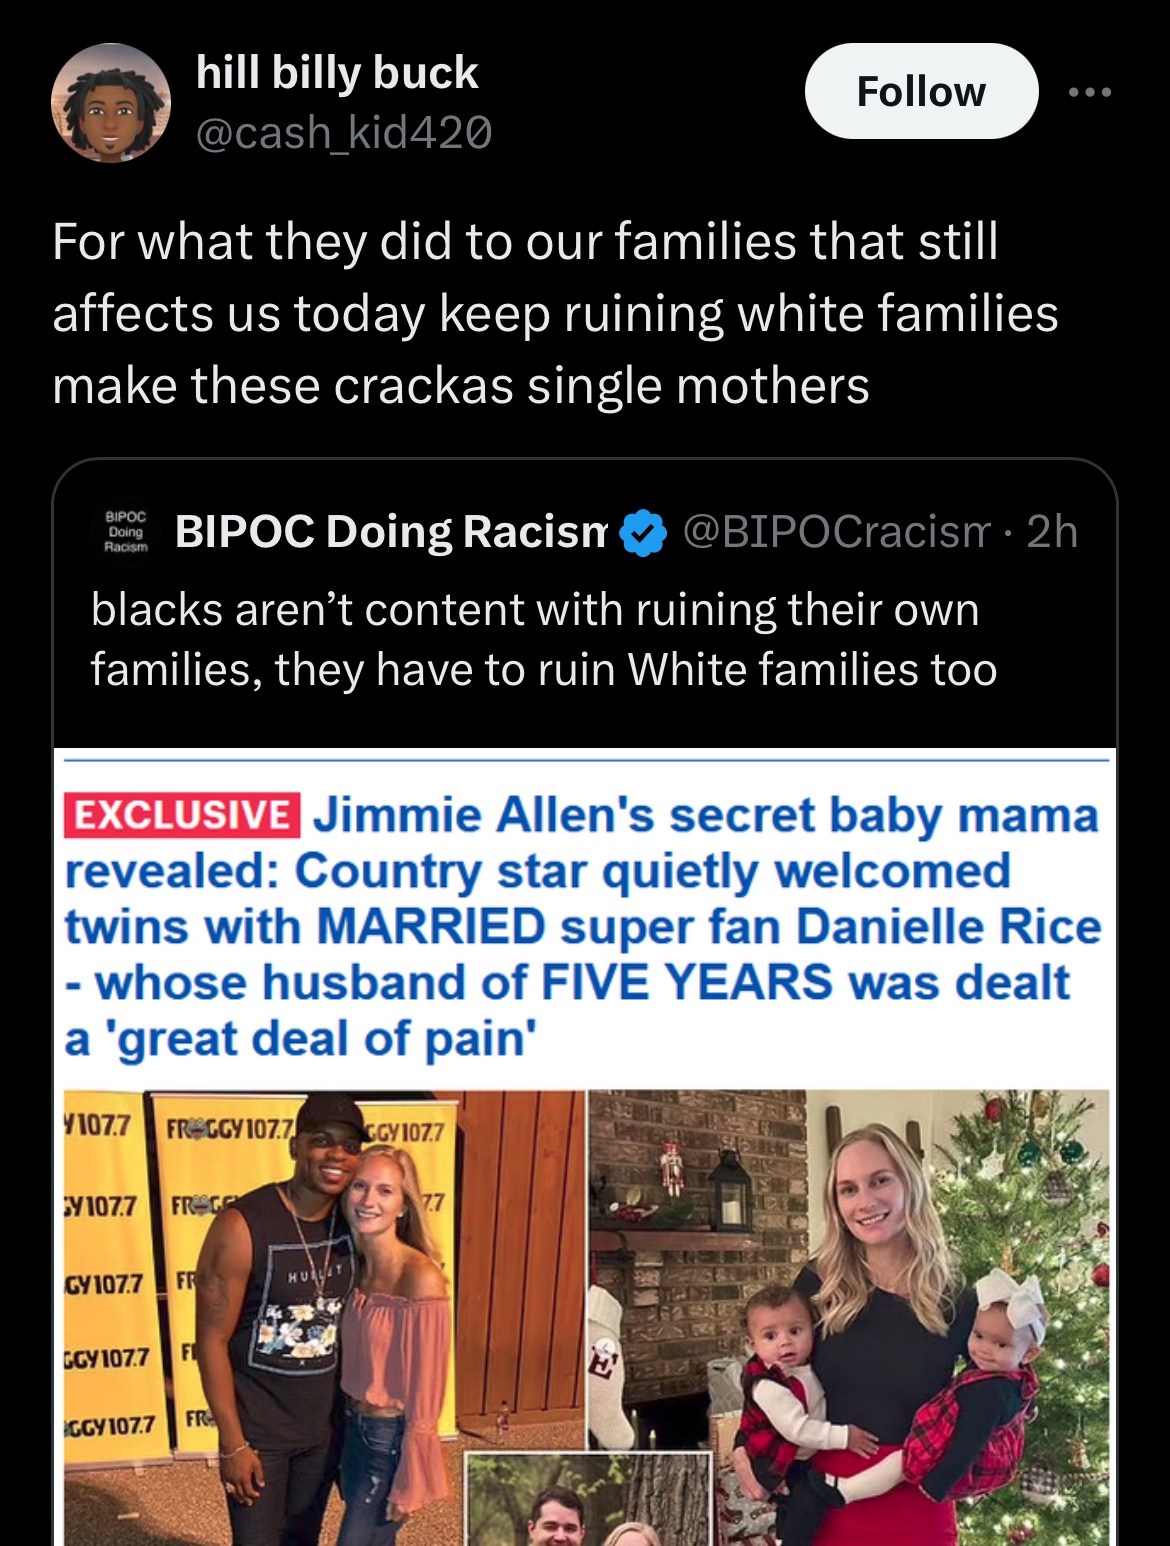 hill billy buck
@cash_kid420
Follow
For what they did to our families that still
affects us today keep ruining white families
make these crackas single mothers
BIPOC
Doing
Racism
BIPOC Doing Racism @BIPOCracism · 2h
blacks aren’t content with ruining their own
families, they have to ruin White families too
EXCLUSIVE Jimmie Allen's secret baby mama
revealed: Country star quietly welcomed
twins with MARRIED super fan Danielle Rice
- whose husband of FIVE YEARS was dealt
a 'great deal of pain'
Y107.7
FROGGY107.7
GGY107.7
GY107.7
FROGG
7.7
GY107.7
FR
HURLEY
GGY107.7
F
E
GGY107.7
FR